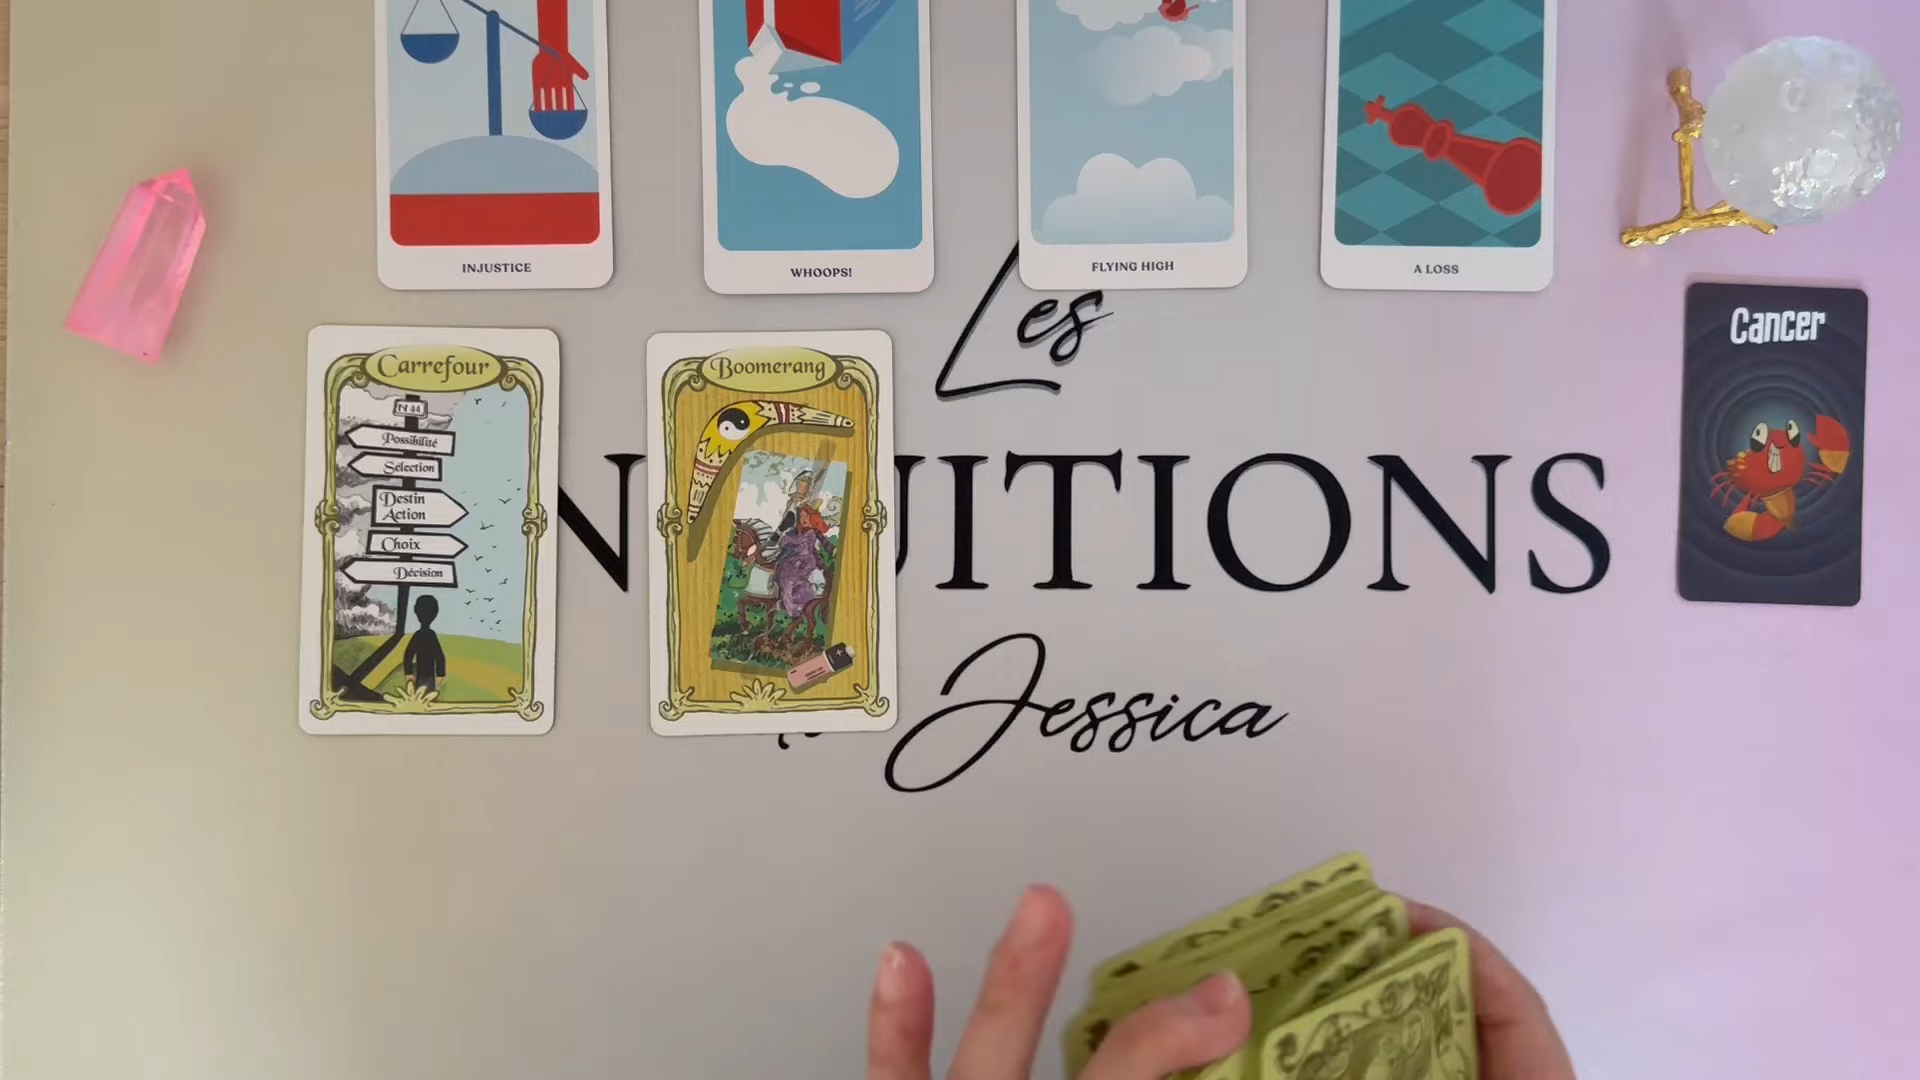 INJUSTICE
WHOOPS!
FLYING HIGH
A LOSS
Les
Cancer
Carrefour
N 44
Possibilité
Sélection
Destin
Action
Choix
Décision
Boomerang
UITIONS
Jessica